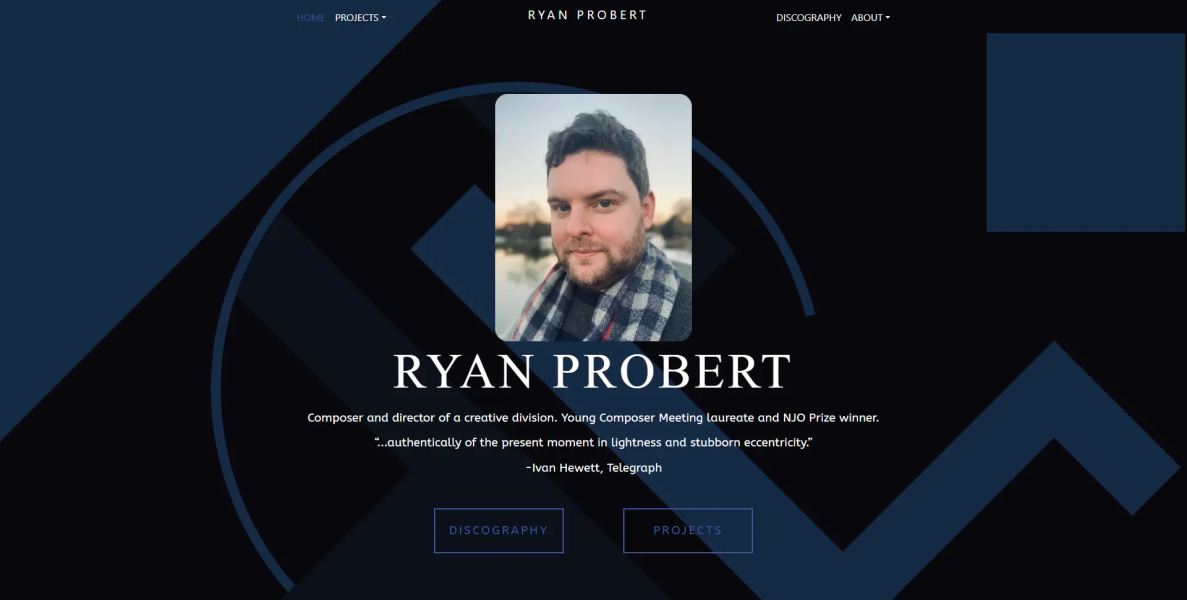 HOME PROJECTS RYAN PROBERT DISCOGRAPHY ABOUT
RYAN PROBERT
Composer and director of a creative division. Young Composer Meeting laureate and NJO Prize winner.
“...authentically of the present moment in lightness and stubborn eccentricity.”
-Ivan Hewett, Telegraph
DISCOGRAPHY PROJECTS